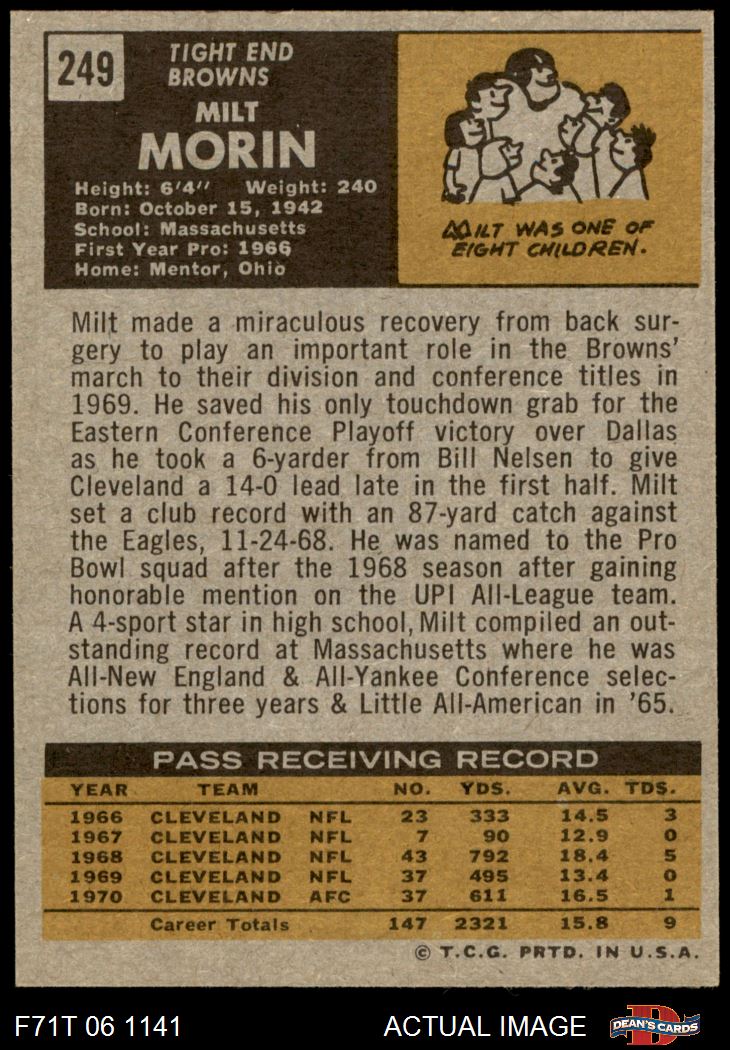 249
TIGHT END
BROWNS
MILT
MORIN
Height: 6'4" Weight: 240
Born: October 15, 1942
School: Massachusetts
First Year Pro: 1966
Home: Mentor, Ohio
MILT WAS ONE OF
EIGHT CHILDREN.
Milt made a miraculous recovery from back sur-
gery to play an important role in the Browns'
march to their division and conference titles in
1969. He saved his only touchdown grab for the
Eastern Conference Playoff victory over Dallas
as he took a 6-yarder from Bill Nelsen to give
Cleveland a 14-0 lead late in the first half. Milt
set a club record with an 87-yard catch against
the Eagles, 11-24-68. He was named to the Pro
Bowl squad after the 1968 season after gaining
honorable mention on the UPI All-League team.
A 4-sport star in high school, Milt compiled an out-
standing record at Massachusetts where he was
All-New England & All-Yankee Conference selec-
tions for three years & Little All-American in '65.
PASS RECEIVING RECORD
YEAR TEAM NO. YDS. AVG. TDS.
1966 CLEVELAND NFL 23 333 14.5 3
1967 CLEVELAND NFL 7 90 12.9 0
1968 CLEVELAND NFL 43 792 18.4 5
1969 CLEVELAND NFL 37 495 13.4 0
1970 CLEVELAND AFC 37 611 16.5 1
Career Totals 147 2321 15.8 9
© T.C.G. PRTD. IN U.S.A.
F71T 06 1141 ACTUAL IMAGE
D
DEAN'S CARDS